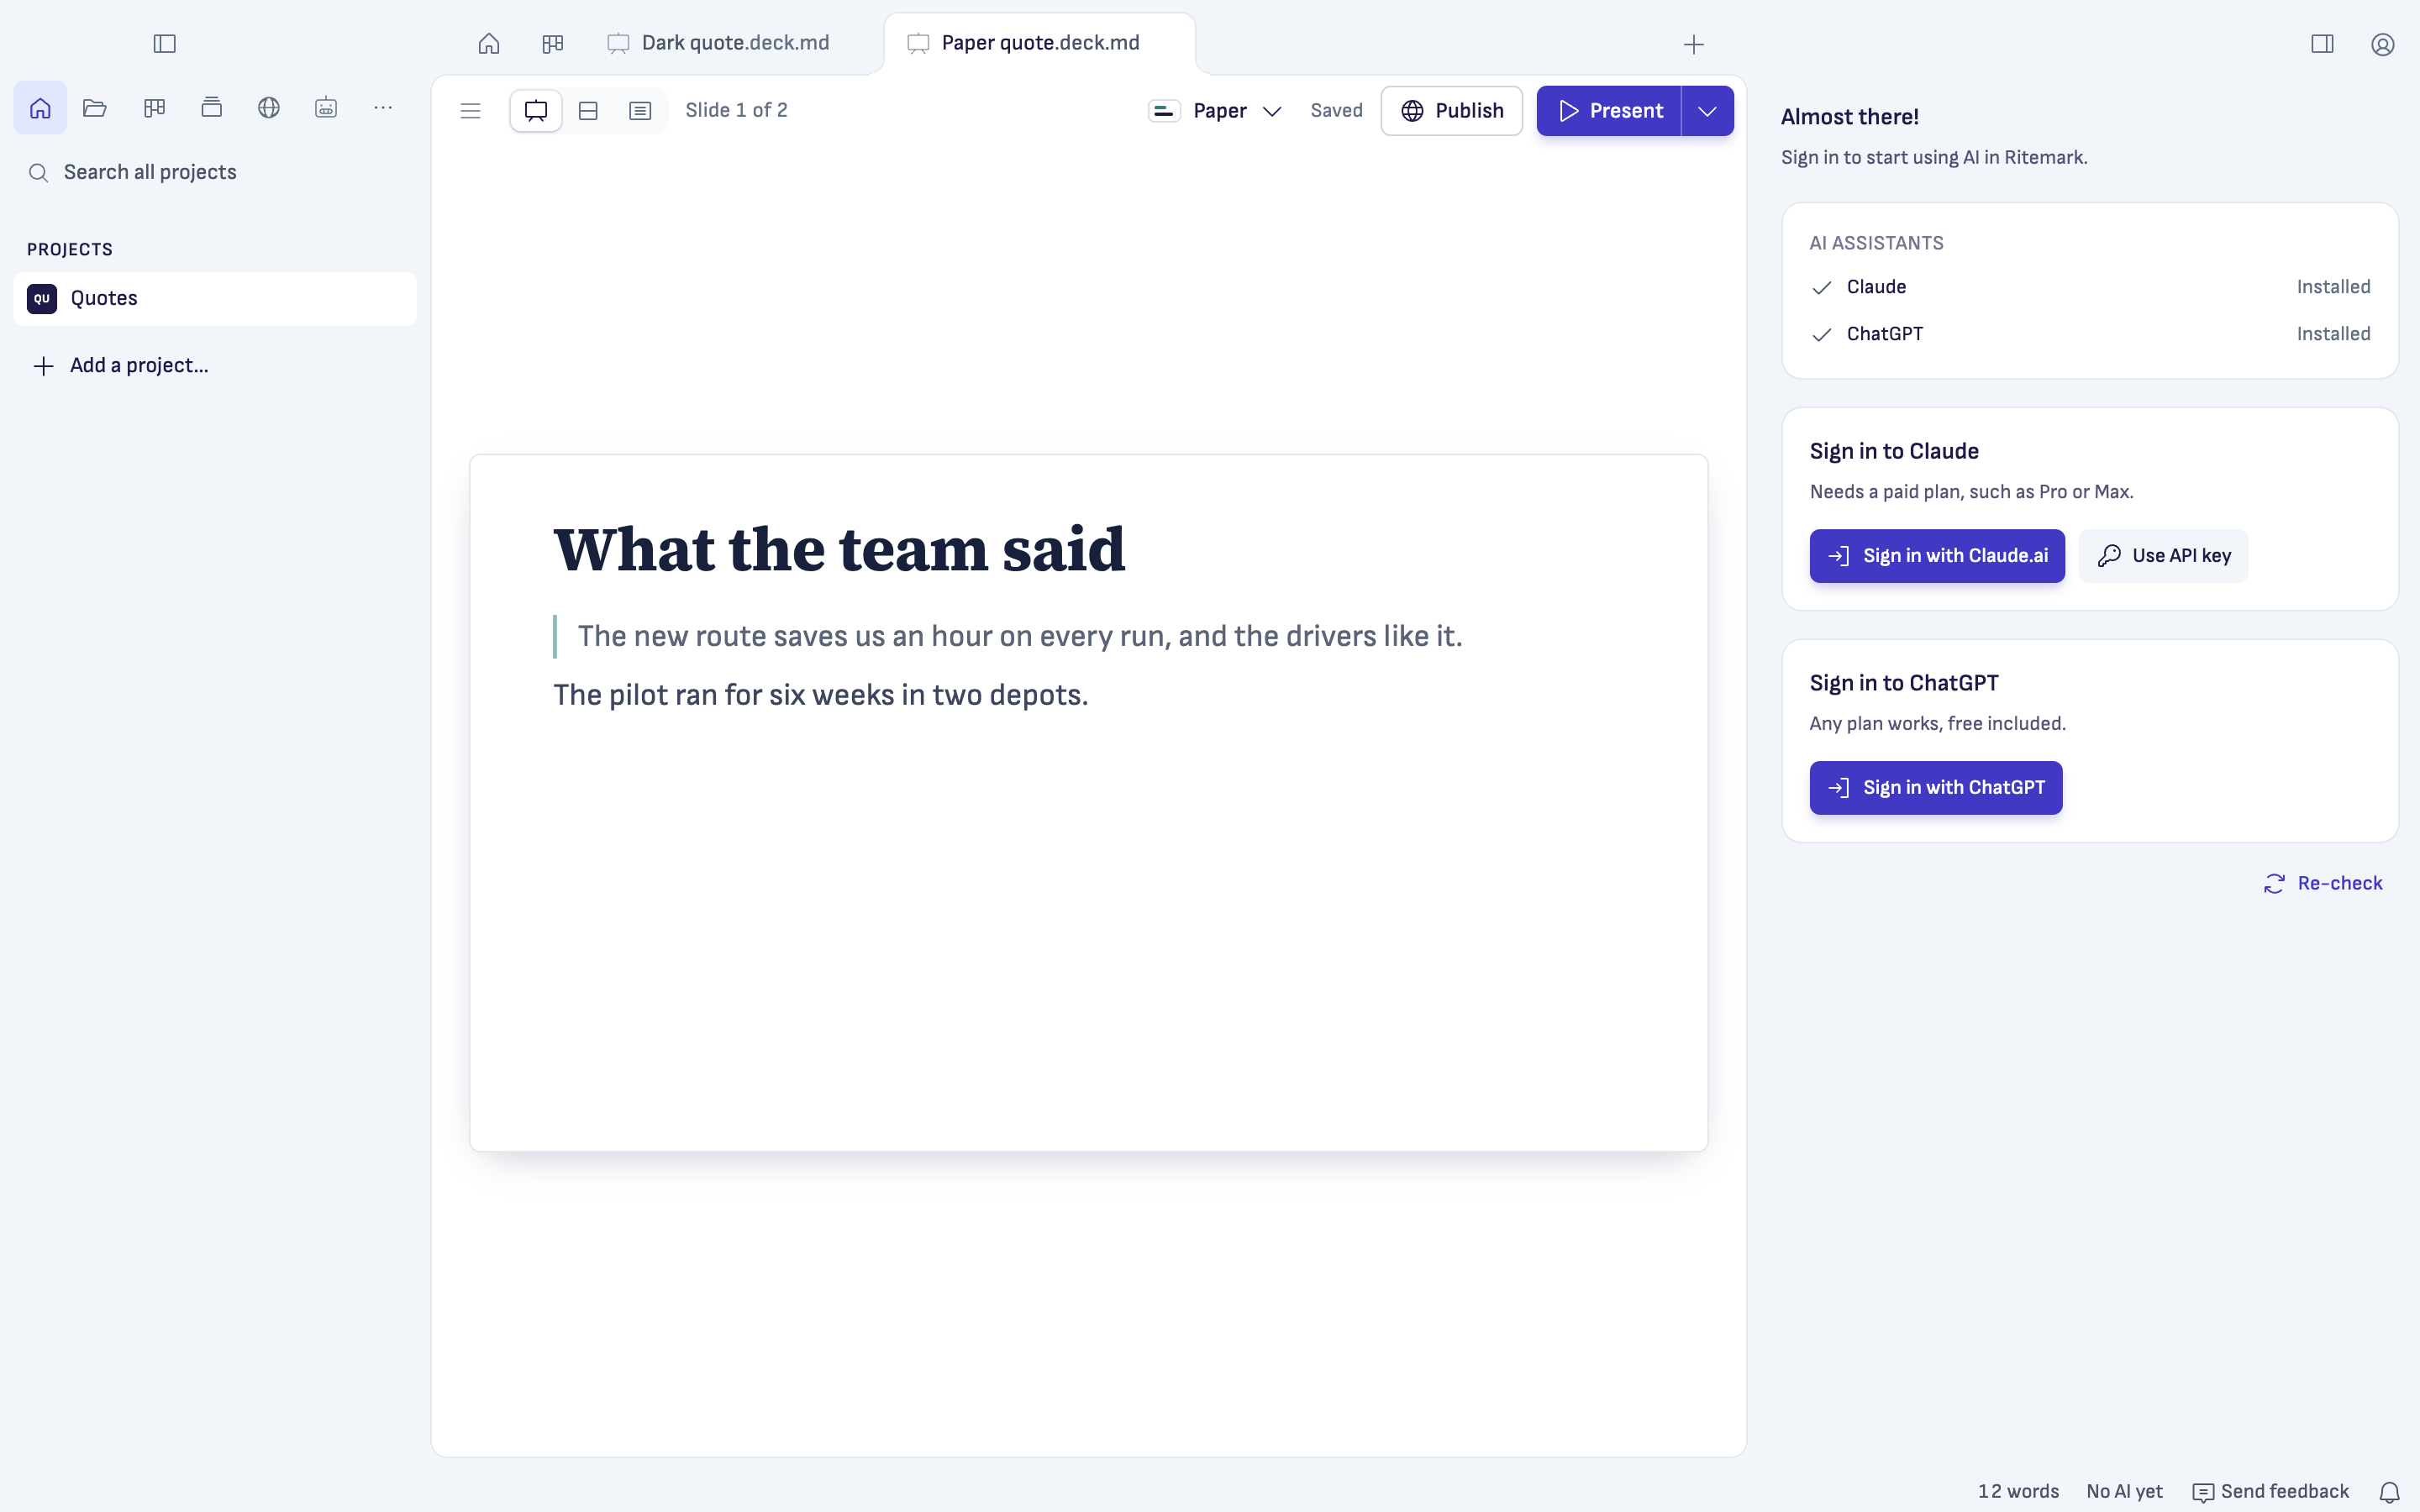 Dark quote.deck.md
Paper quote.deck.md
Search all projects
PROJECTS
QU Quotes
Add a project...
Slide 1 of 2
Paper
Saved
Publish
Present
What the team said
The new route saves us an hour on every run, and the drivers like it.
The pilot ran for six weeks in two depots.
Almost there!
Sign in to start using AI in Ritemark.
AI ASSISTANTS
Claude Installed
ChatGPT Installed
Sign in to Claude
Needs a paid plan, such as Pro or Max.
Sign in with Claude.ai
Use API key
Sign in to ChatGPT
Any plan works, free included.
Sign in with ChatGPT
Re-check
12 words
No AI yet
Send feedback